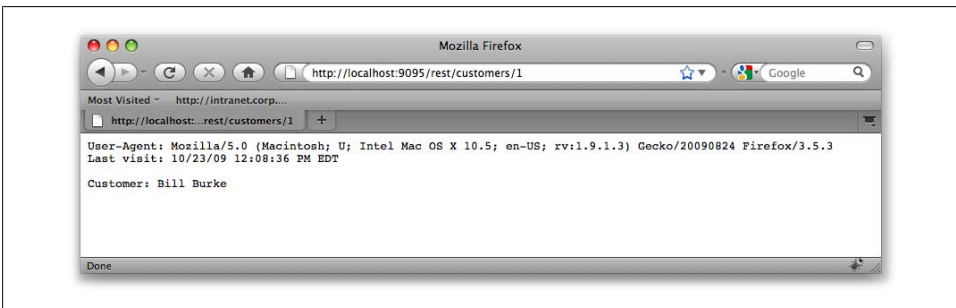 Mozilla Firefox
http://localhost:9095/rest/customers/1
Google
Most Visited
http://intranet.corp....
http://localhost:...rest/customers/1
+
User-Agent: Mozilla/5.0 (Macintosh; U; Intel Mac OS X 10.5; en-US; rv:1.9.1.3) Gecko/20090824 Firefox/3.5.3
Last visit: 10/23/09 12:08:36 PM EDT
Customer: Bill Burke
Done